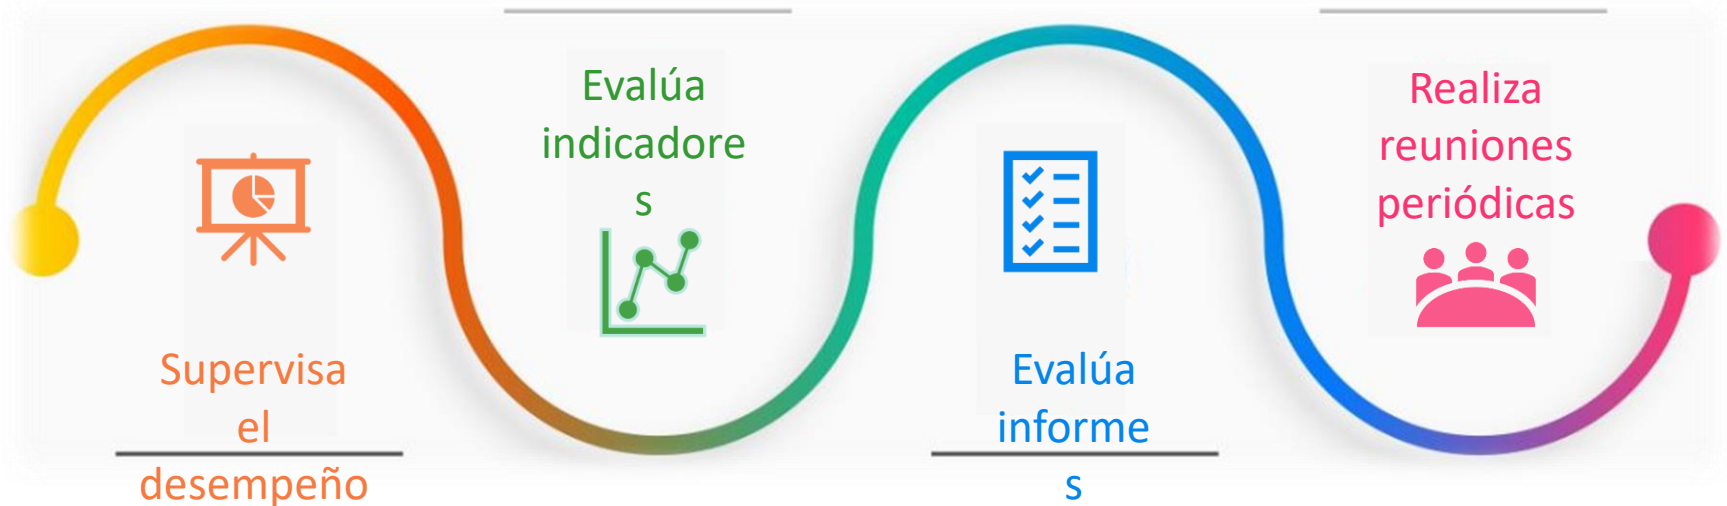 Supervisa
el
desempeño
Evalúa
indicadore
s
Evalúa
informe
s
Realiza
reuniones
periódicas